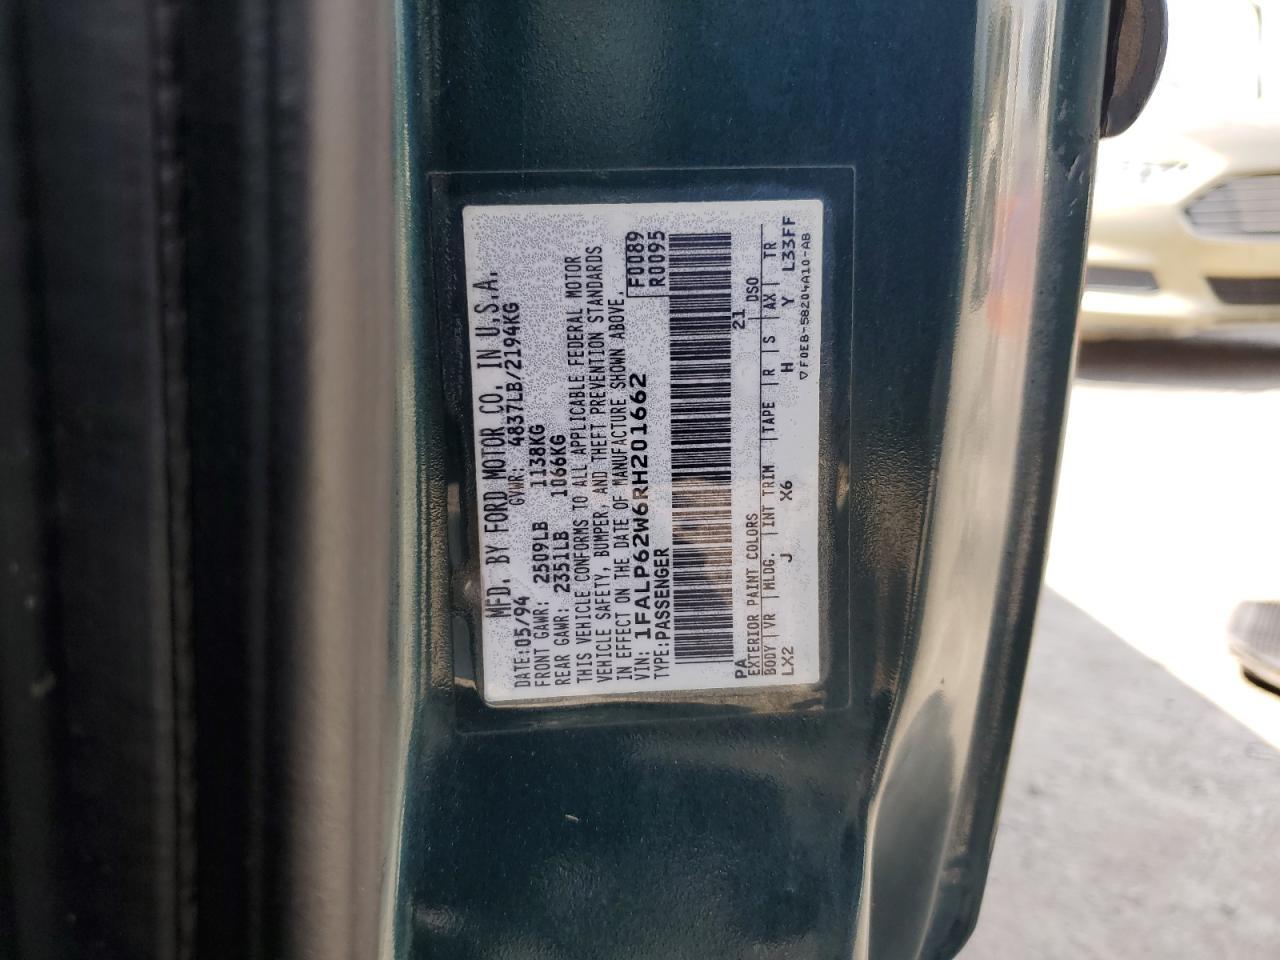 MFD. BY FORD MOTOR CO. IN U.S.A.
DATE: 05/94 GVWR: 4837LB/2194KG
FRONT GAWR: 2509LB 1138KG
REAR GAWR: 2351LB 1066KG
THIS VEHICLE CONFORMS TO ALL APPLICABLE FEDERAL MOTOR
VEHICLE SAFETY, BUMPER, AND THEFT PREVENTION STANDARDS
IN EFFECT ON THE DATE OF MANUFACTURE SHOWN ABOVE.
VIN: 1FALP62W6RH201662 F0089
TYPE: PASSENGER R0095
PA 21
EXTERIOR PAINT COLORS DSO
BODY VR MLDG. INT TRIM TAPE R S AX TR
LX2 J X6 H Y L33FF
▽F0EB-58204A10-AB